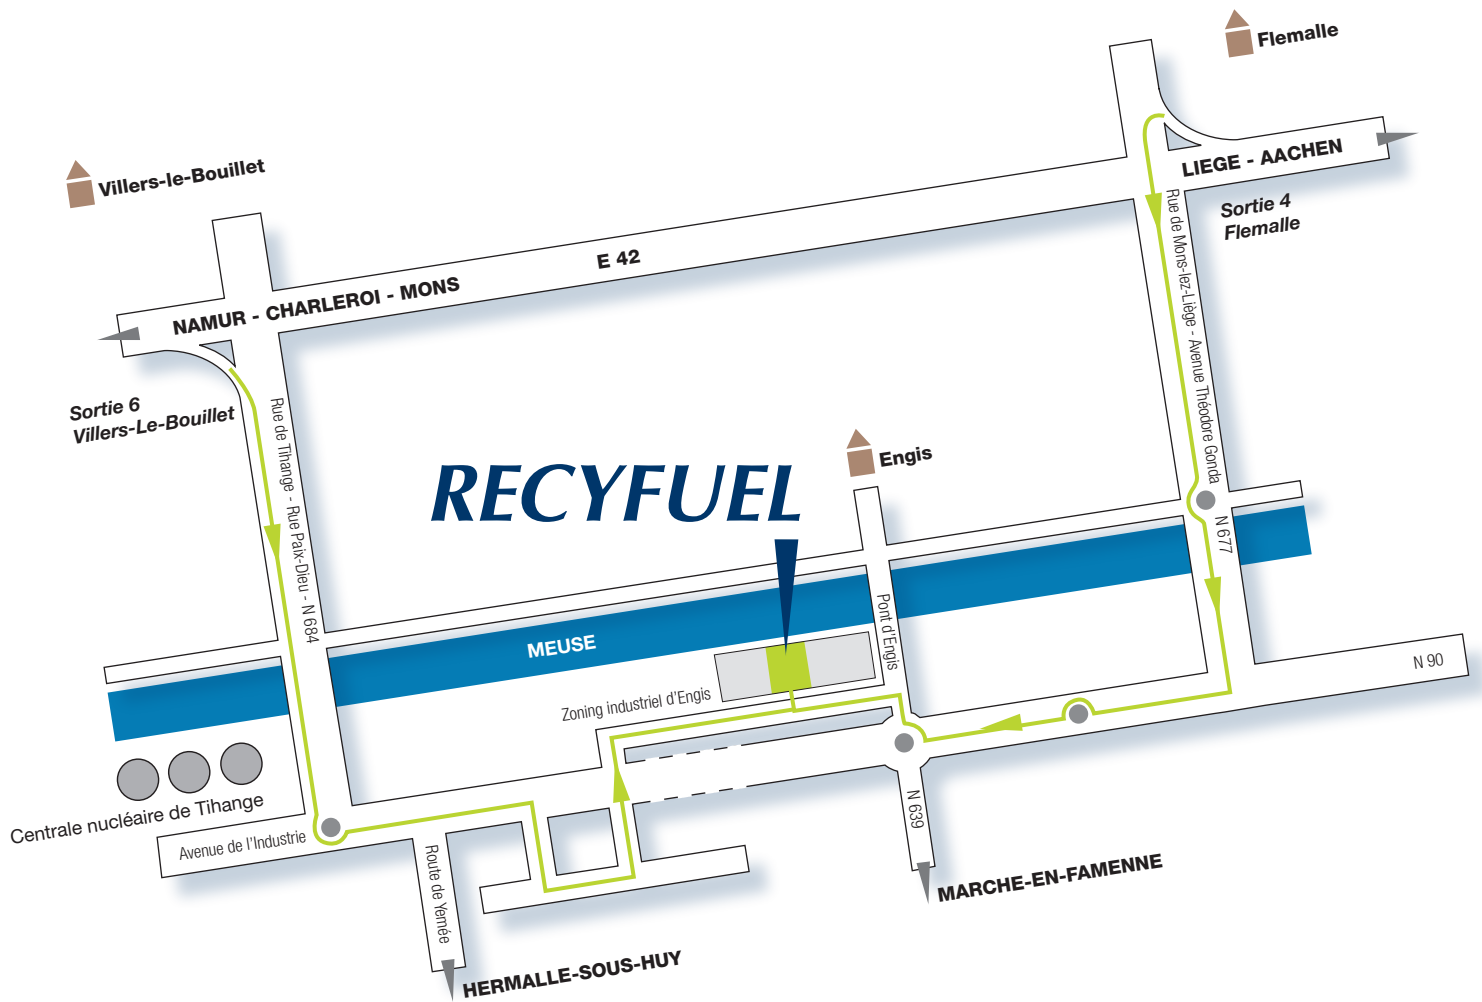 Flemalle
LIEGE - AACHEN
Villers-le-Bouillet
Sortie 4
Flemalle
E 42
NAMUR - CHARLEROI - MONS
Sortie 6
Villers-Le-Bouillet
Rue de Tihange - Rue Paix-Dieu - N 684
Rue de Mons-lez-Liège - Avenue Théodore Gonda
N 677
RECYFUEL
Engis
MEUSE
Pont d'Engis
Zoning industriel d'Engis
N 90
Centrale nucléaire de Tihange
Avenue de l'Industrie
Route de Yernée
N 639
MARCHE-EN-FAMENNE
HERMALLE-SOUS-HUY